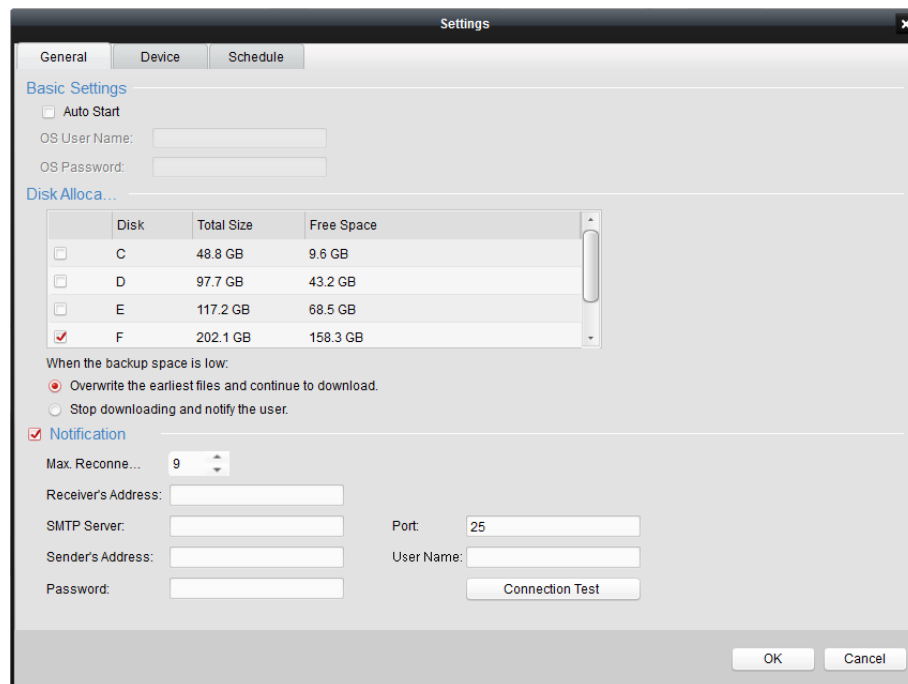 Settings
General Device Schedule
Basic Settings
Auto Start
OS User Name:
OS Password:
Disk Alloca...
Disk Total Size Free Space
C 48.8 GB 9.6 GB
D 97.7 GB 43.2 GB
E 117.2 GB 68.5 GB
F 202.1 GB 158.3 GB
When the backup space is low:
Overwrite the earliest files and continue to download.
Stop downloading and notify the user.
Notification
Max. Reconne... 9
Receiver's Address:
SMTP Server: Port: 25
Sender's Address: User Name:
Password: Connection Test
OK Cancel